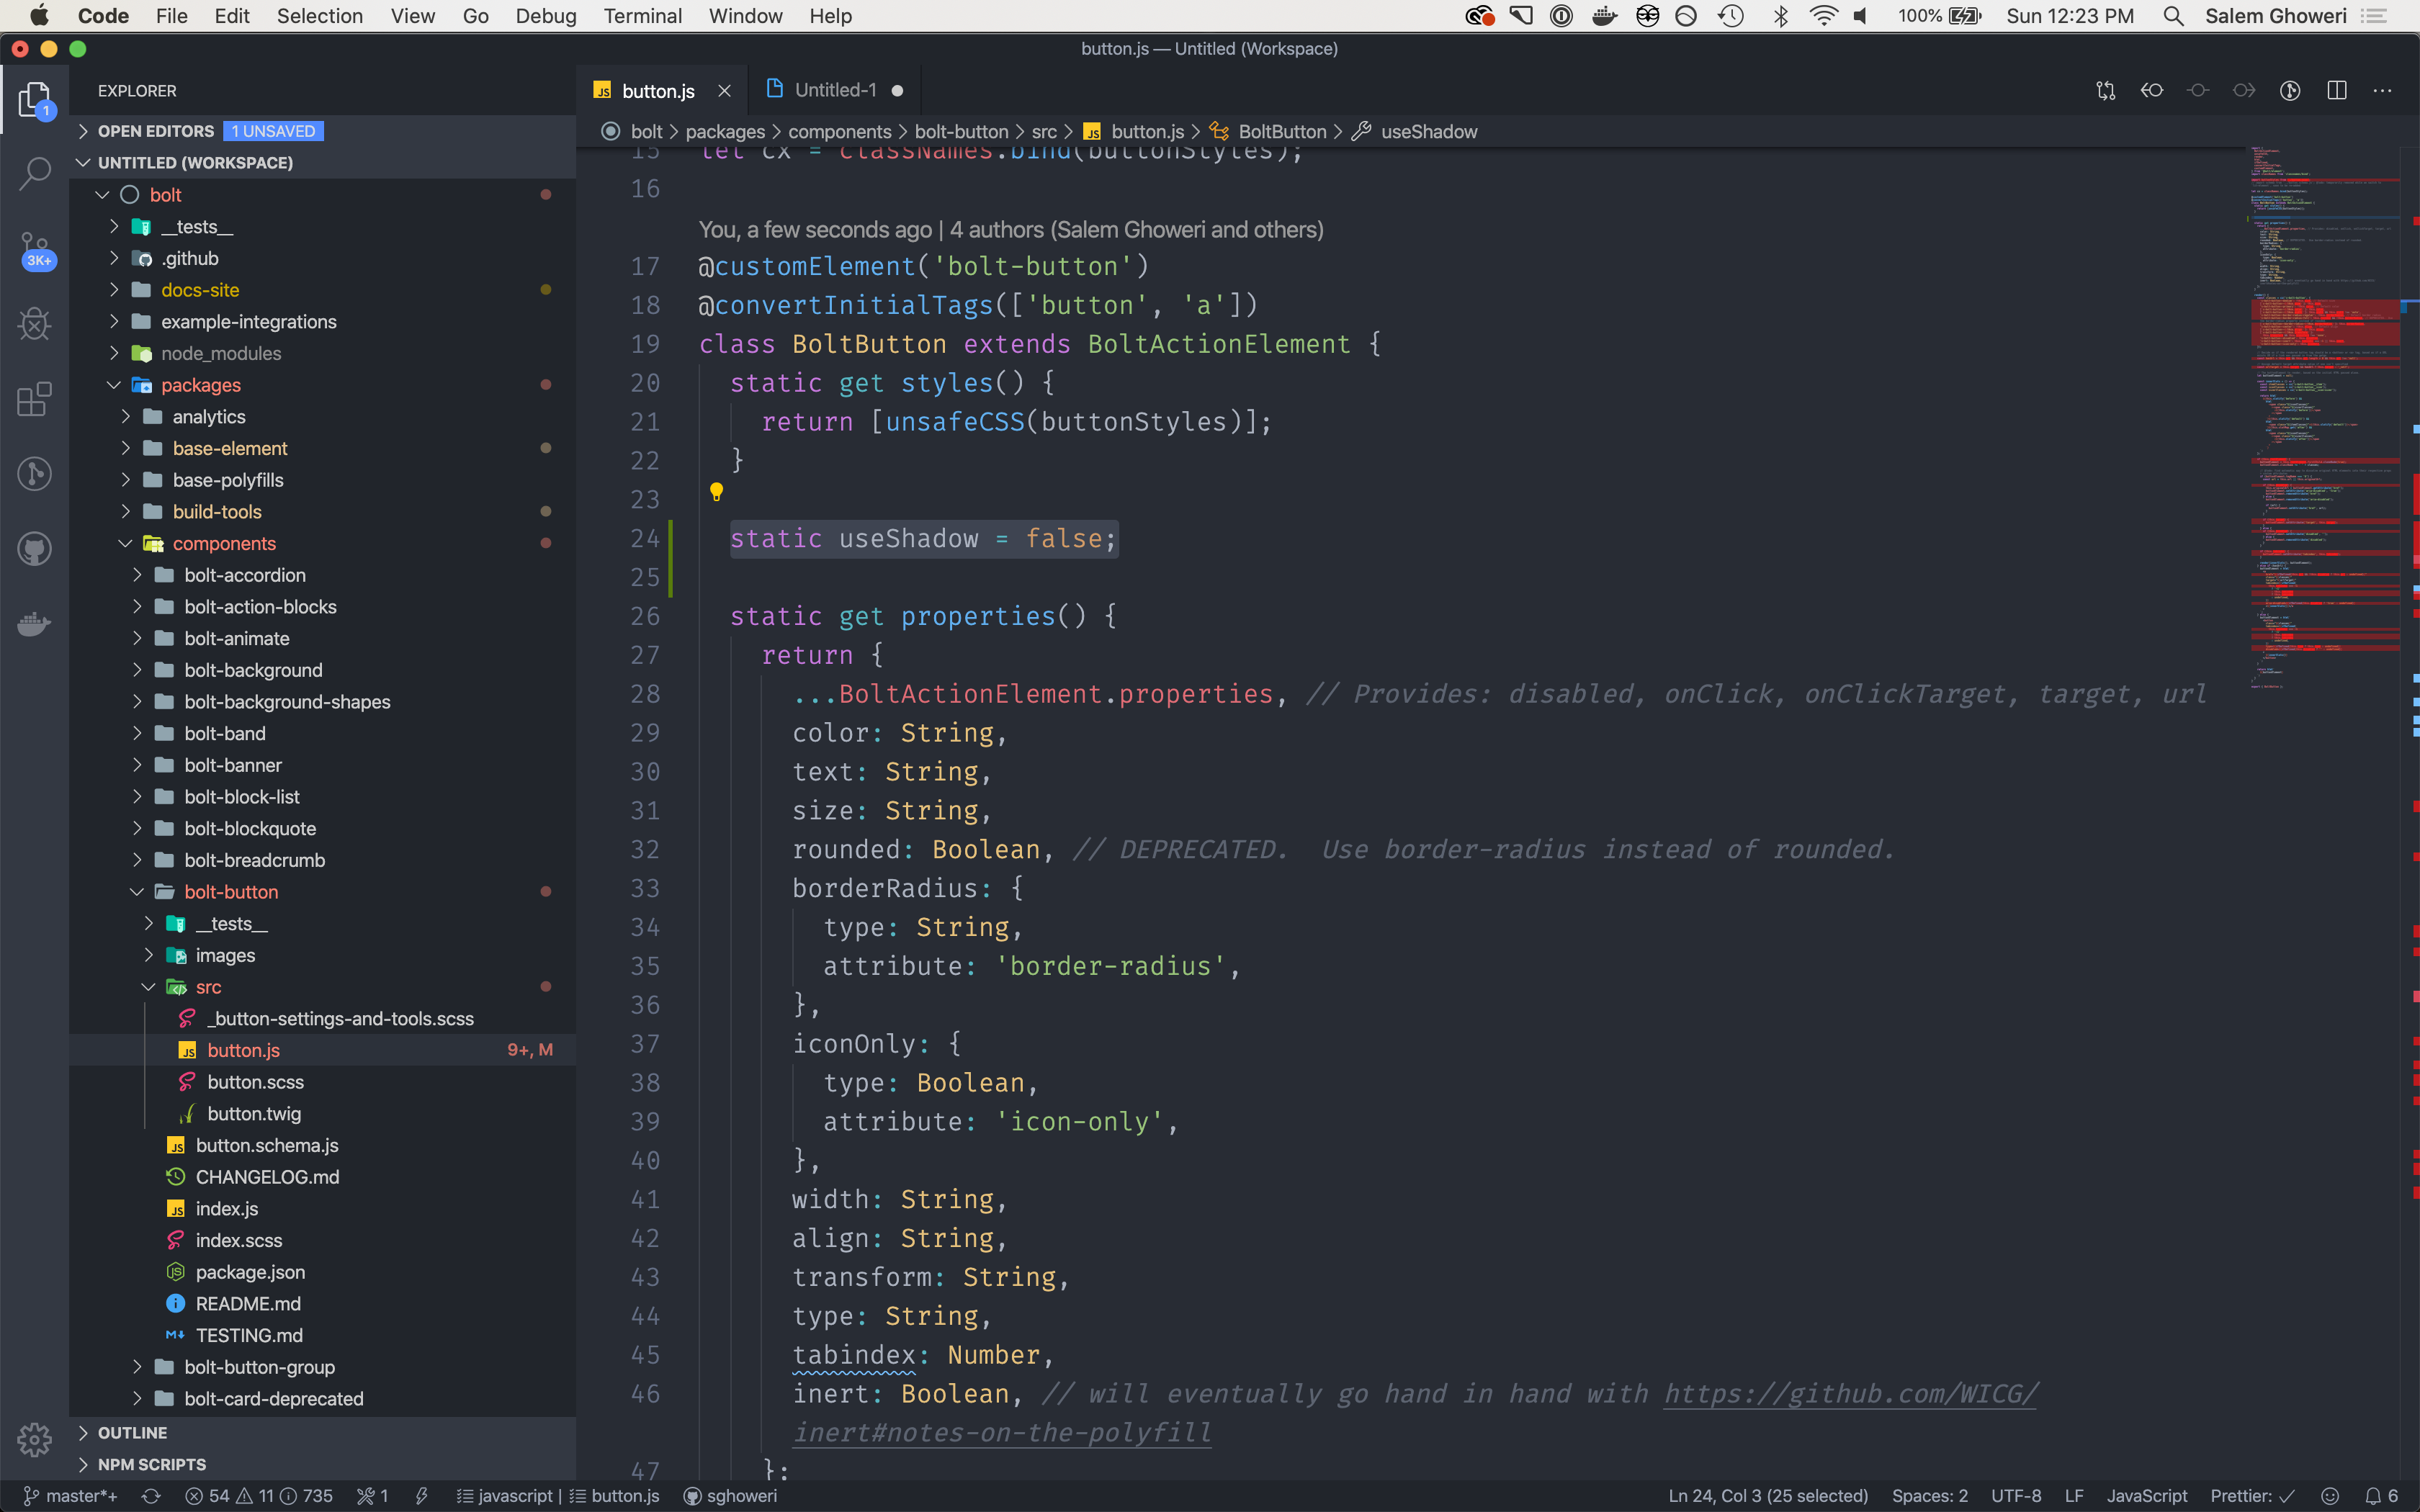 Code File Edit Selection View Go Debug Terminal Window Help 100% Sun 12:23 PM Salem Ghoweri
button.js — Untitled (Workspace)
EXPLORER
OPEN EDITORS 1 UNSAVED
UNTITLED (WORKSPACE)
bolt
__tests__
.github
docs-site
example-integrations
node_modules
packages
analytics
base-element
base-polyfills
build-tools
components
bolt-accordion
bolt-action-blocks
bolt-animate
bolt-background
bolt-background-shapes
bolt-band
bolt-banner
bolt-block-list
bolt-blockquote
bolt-breadcrumb
bolt-button
__tests__
images
src
_button-settings-and-tools.scss
button.js 9+, M
button.scss
button.twig
button.schema.js
CHANGELOG.md
index.js
index.scss
package.json
README.md
TESTING.md
bolt-button-group
bolt-card-deprecated
OUTLINE
NPM SCRIPTS
1
3K+
JS button.js Untitled-1
bolt > packages > components > bolt-button > src > JS button.js > BoltButton > useShadow
15 let cx = classNames.bind(buttonStyles);
16
You, a few seconds ago | 4 authors (Salem Ghoweri and others)
17 @customElement('bolt-button')
18 @convertInitialTags(['button', 'a'])
19 class BoltButton extends BoltActionElement {
20 static get styles() {
21 return [unsafeCSS(buttonStyles)];
22 }
23
24 static useShadow = false;
25
26 static get properties() {
27 return {
28 ...BoltActionElement.properties, // Provides: disabled, onClick, onClickTarget, target, url
29 color: String,
30 text: String,
31 size: String,
32 rounded: Boolean, // DEPRECATED.  Use border-radius instead of rounded.
33 borderRadius: {
34 type: String,
35 attribute: 'border-radius',
36 },
37 iconOnly: {
38 type: Boolean,
39 attribute: 'icon-only',
40 },
41 width: String,
42 align: String,
43 transform: String,
44 type: String,
45 tabindex: Number,
46 inert: Boolean, // will eventually go hand in hand with https://github.com/WICG/
inert#notes-on-the-polyfill
47 };
master*+ 54 11 735 1 javascript | button.js sghoweri Ln 24, Col 3 (25 selected) Spaces: 2 UTF-8 LF JavaScript Prettier: ✓ 6